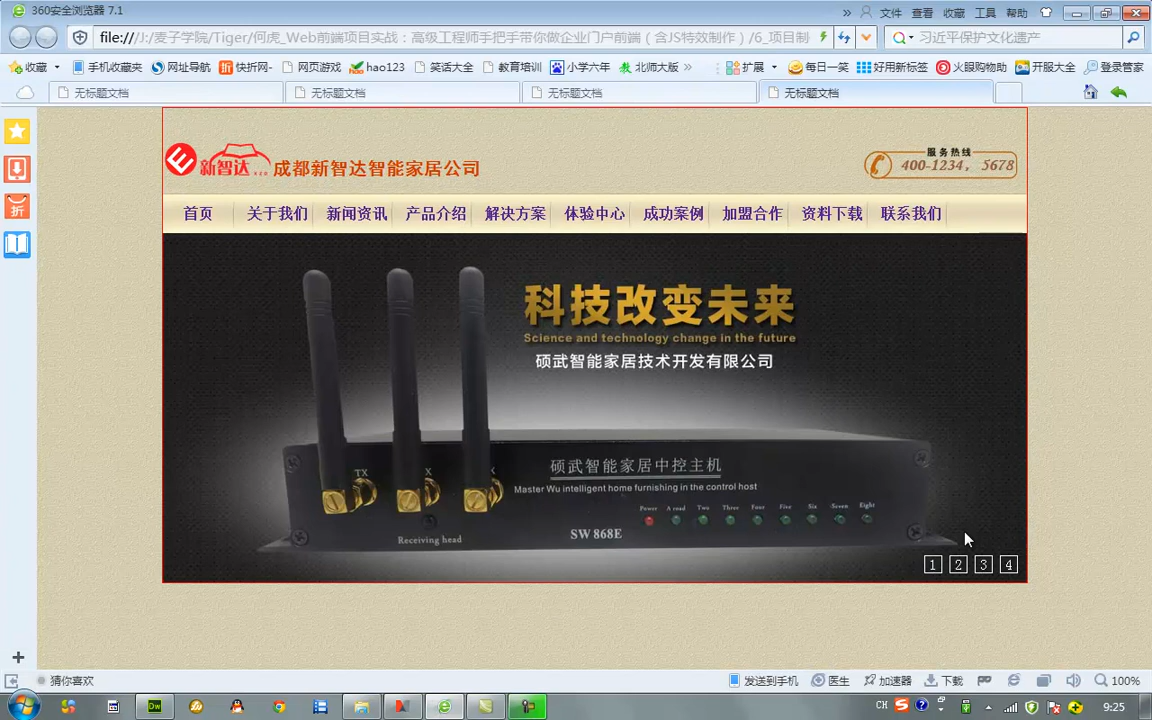 360安全浏览器 7.1
» 文件 查看 收藏 工具 帮助
file:///J:/麦子学院/Tiger/何虎_Web前端项目实战：高级工程师手把手带你做企业门户前端（含JS特效制作）/6_项目制
习近平保护文化遗产
收藏 手机收藏夹 网址导航 快折网- 网页游戏 hao123 笑话大全 教育培训 小学六年 北师大版 » 扩展 每日一笑 好用新标签 火眼购物助 开服大全 登录管家
无标题文档 无标题文档 无标题文档 无标题文档
折
新智达 成都新智达智能家居公司
服务热线
400-1234，5678
首页 关于我们 新闻资讯 产品介绍 解决方案 体验中心 成功案例 加盟合作 资料下载 联系我们
科技改变未来
Science and technology change in the future
硕武智能家居技术开发有限公司
硕武智能家居中控主机
TX X
Master Wu intelligent home furnishing in the control host
Power A road Two Three Four Five Six Seven Eight
SW 868E
Receiving head
1 2 3 4
猜你喜欢 发送到手机 医生 加速器 下载 100%
Dw CH 9:25